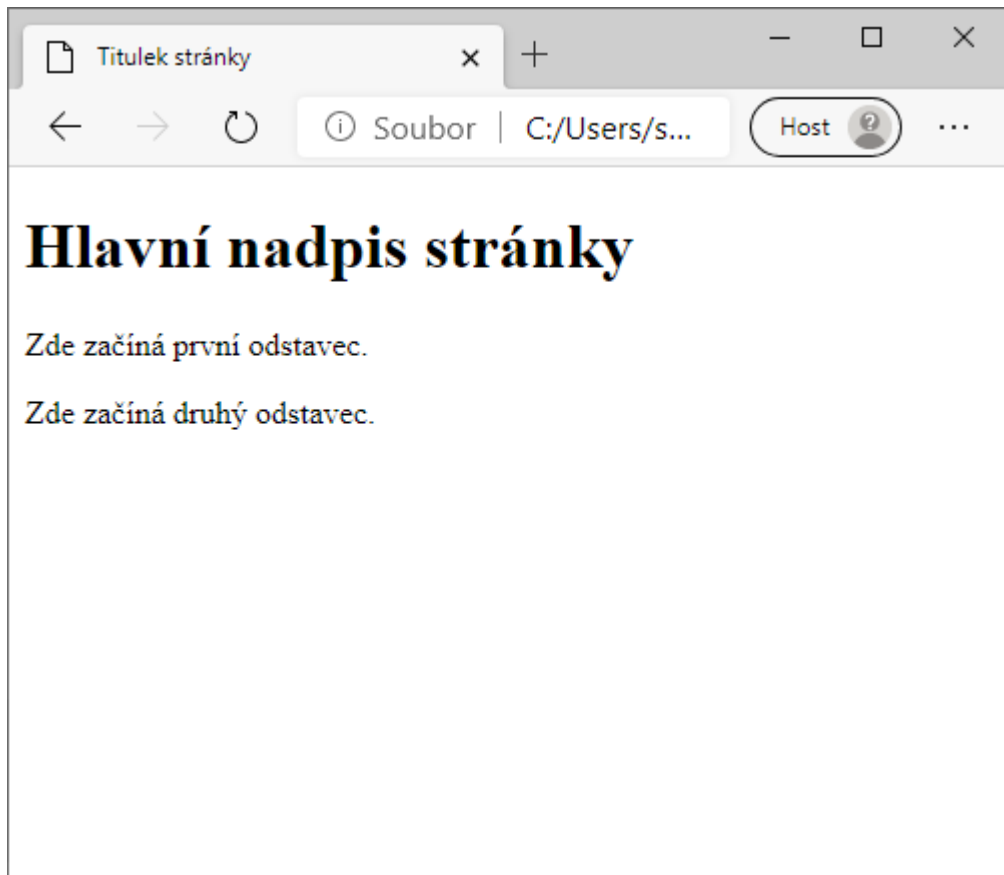 Titulek stránky
Soubor | C:/Users/s... Host
Hlavní nadpis stránky
Zde začíná první odstavec.
Zde začíná druhý odstavec.